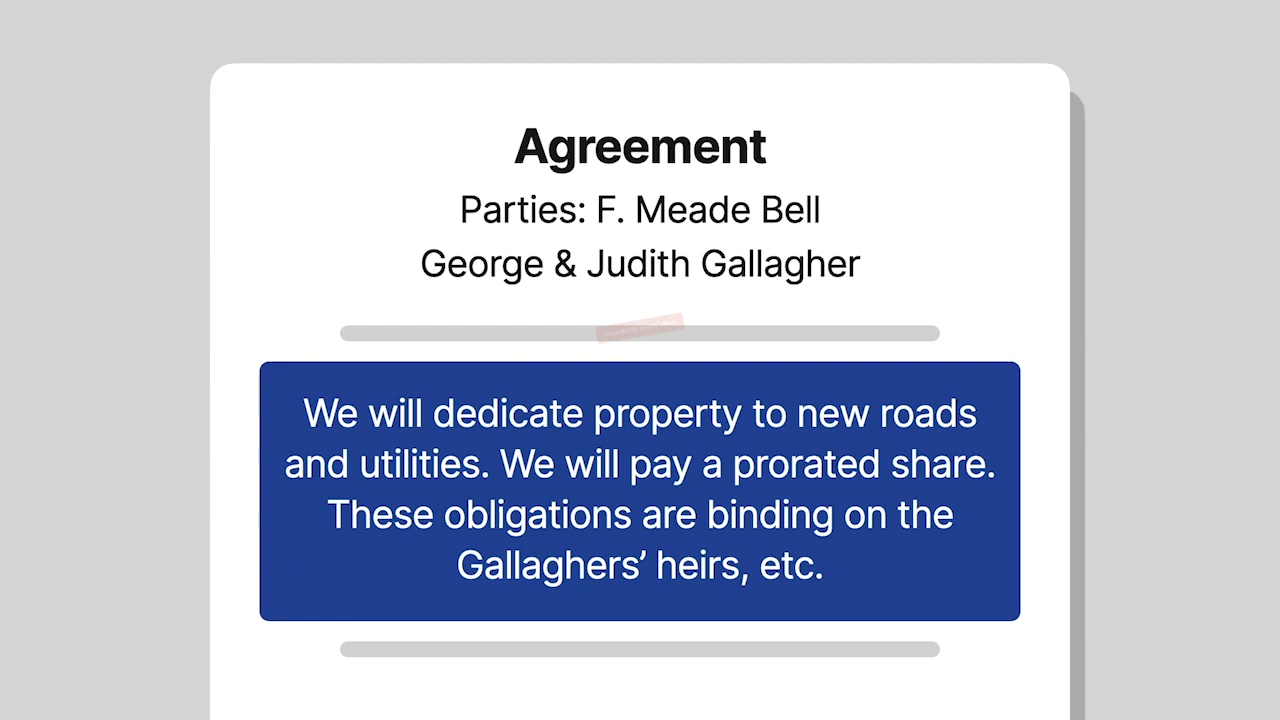 Agreement
Parties: F. Meade Bell
George & Judith Gallagher
We will dedicate property to new roads
and utilities. We will pay a prorated share.
These obligations are binding on the
Gallaghers’ heirs, etc.